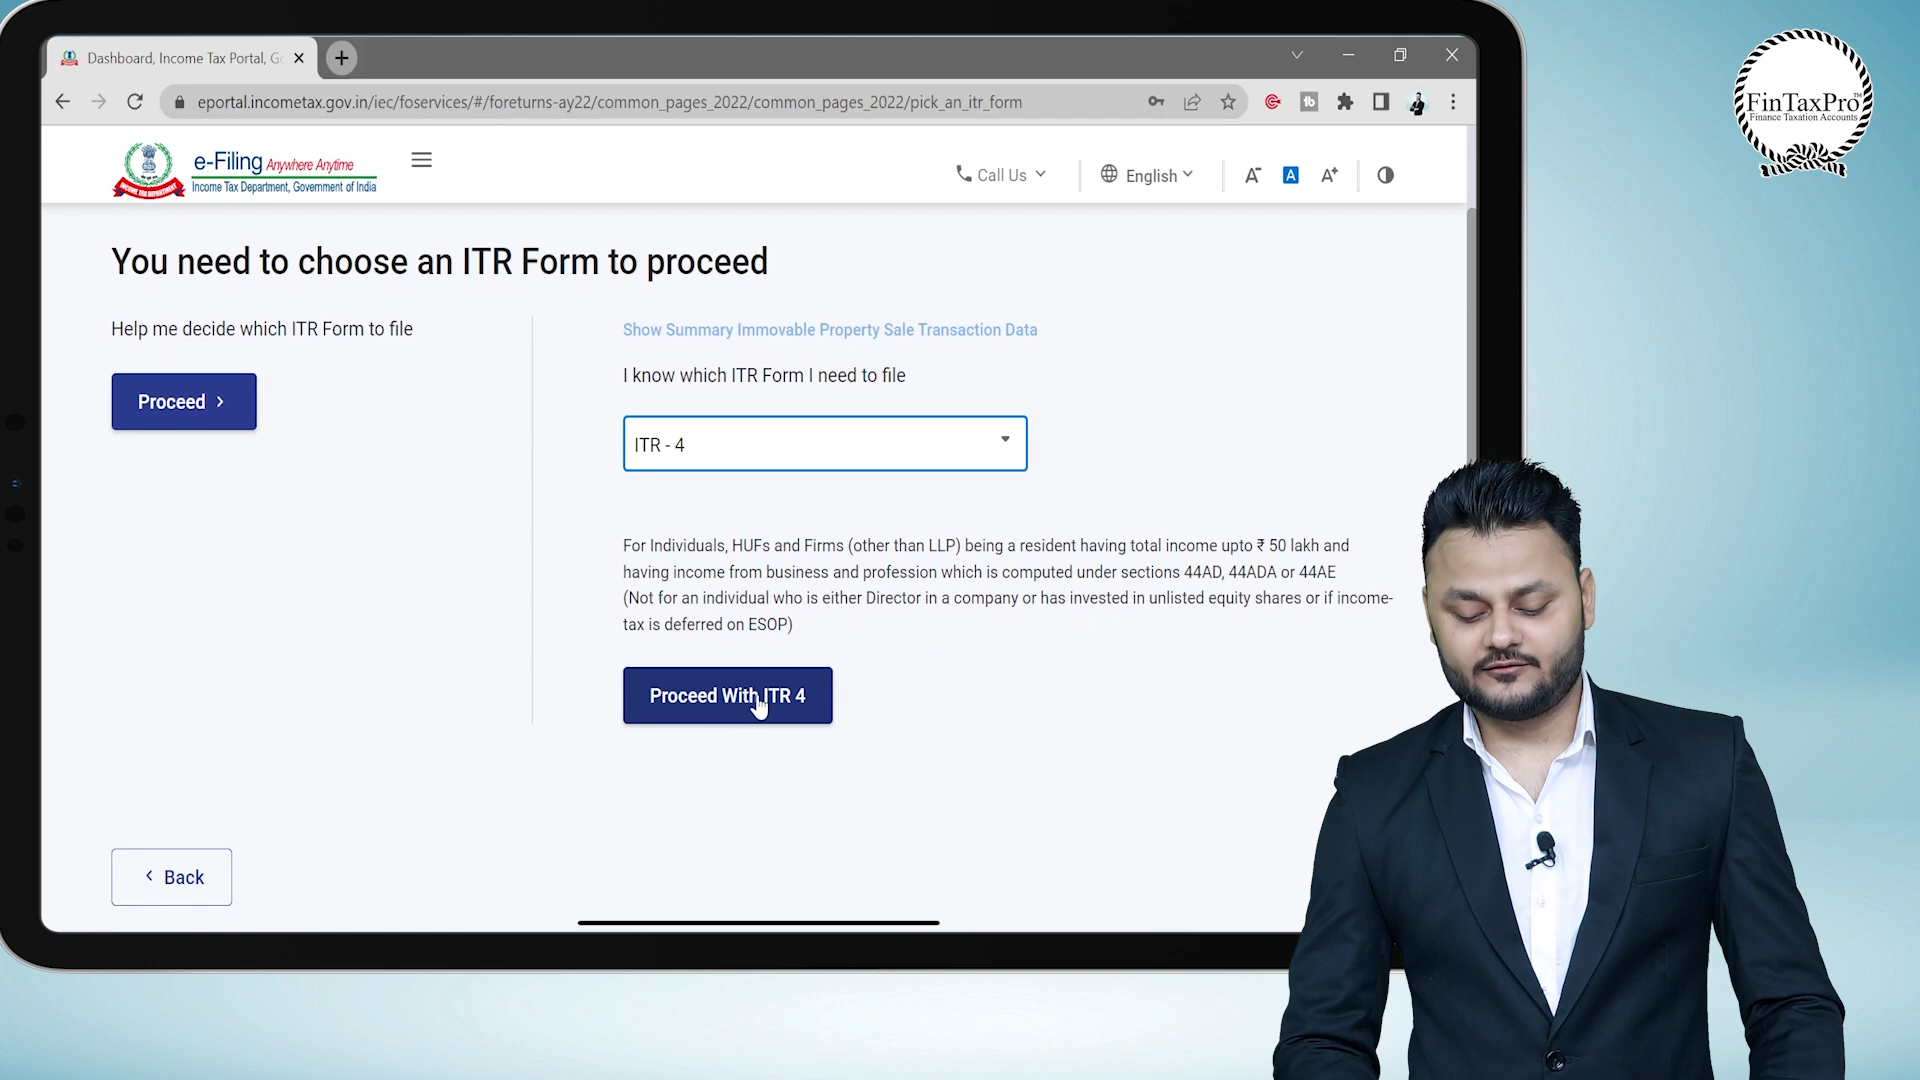 Dashboard, Income Tax Portal, Go
eportal.incometax.gov.in/iec/foservices/#/foreturns-ay22/common_pages_2022/common_pages_2022/pick_an_itr_form
tb
FinTaxPro™
Finance Taxation Accounts
INCOME TAX DEPARTMENT
e-Filing Anywhere Anytime
Income Tax Department, Government of India
Call Us
English
A-
A
A+
You need to choose an ITR Form to proceed
Help me decide which ITR Form to file
Proceed >
Show Summary Immovable Property Sale Transaction Data
I know which ITR Form I need to file
ITR - 4
For Individuals, HUFs and Firms (other than LLP) being a resident having total income upto ₹ 50 lakh and
having income from business and profession which is computed under sections 44AD, 44ADA or 44AE
(Not for an individual who is either Director in a company or has invested in unlisted equity shares or if income-
tax is deferred on ESOP)
Proceed With ITR 4
< Back